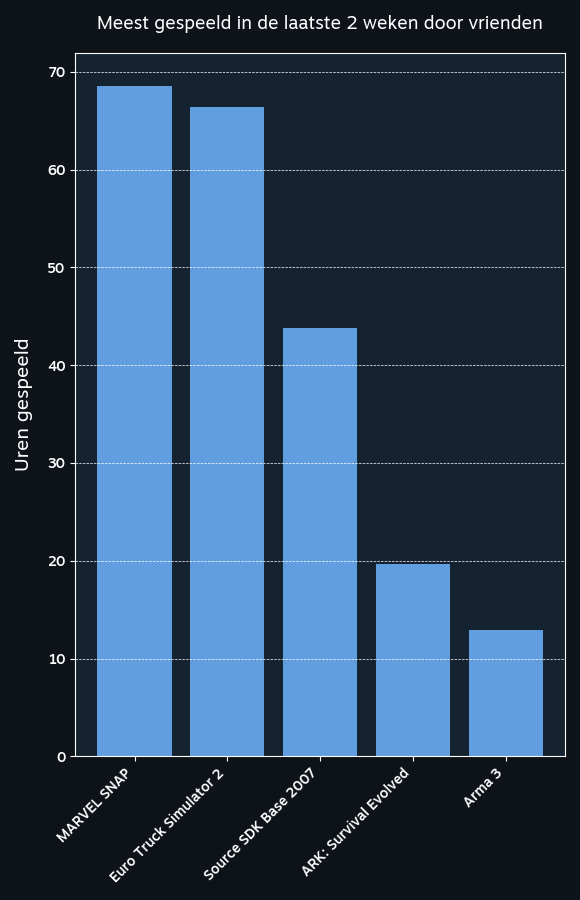 Meest gespeeld in de laatste 2 weken door vrienden
Uren gespeeld
70
60
50
40
30
20
10
0
MARVEL SNAP
Euro Truck Simulator 2
Source SDK Base 2007
ARK: Survival Evolved
Arma 3